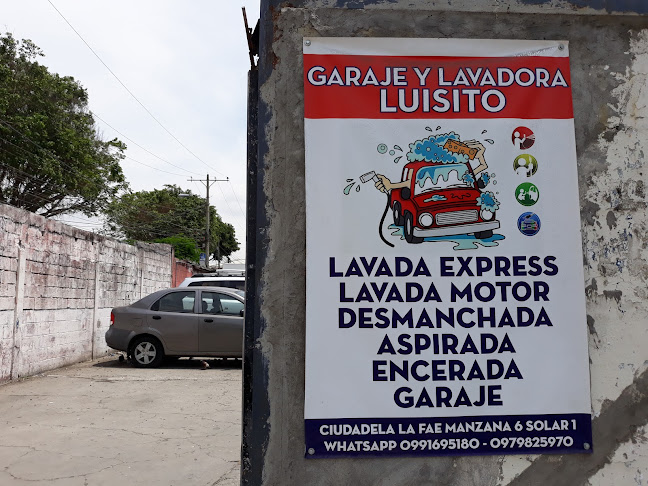 GARAJE Y LAVADORA
LUISITO
LAVADA EXPRESS
LAVADA MOTOR
DESMANCHADA
ASPIRADA
ENCERADA
GARAJE
CIUDADELA LA FAE MANZANA 6 SOLAR 1
WHATSAPP 0991695180 - 0979825970